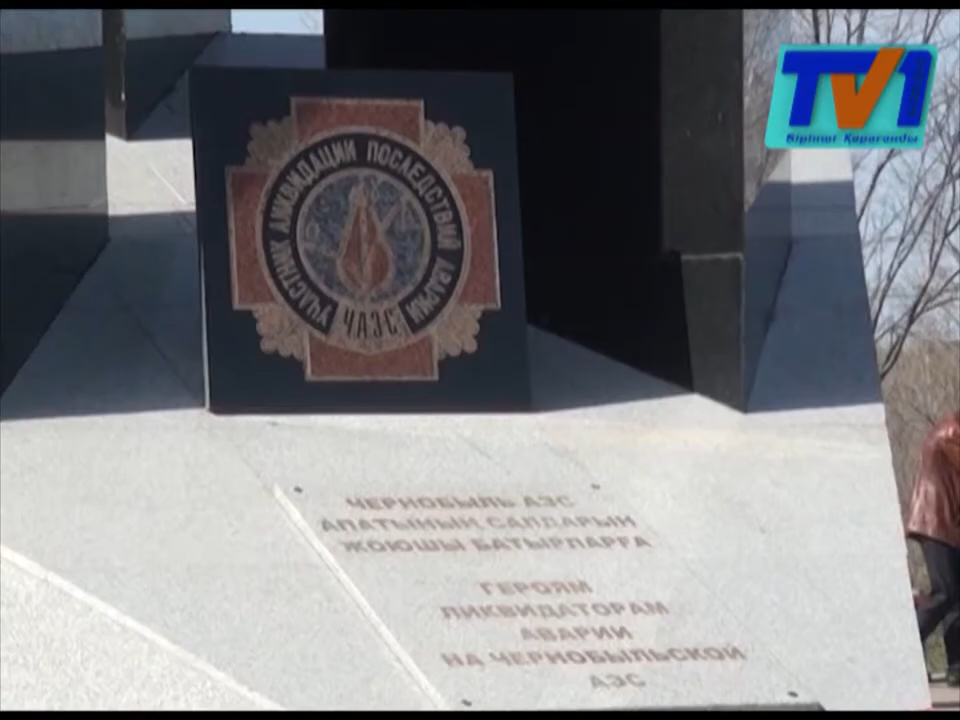 TV1
Бірінші Қарағанды
УЧАСТНИК ЛИКВИДАЦИИ ПОСЛЕДСТВИЙ АВАРИИ
ЧАЭС
ЧЕРНОБЫЛЬ АЭС
АПАТЫНЫҢ САЛДАРЫН
ЖОЮШЫ БАТЫРЛАРҒА
ГЕРОЯМ
ЛИКВИДАТОРАМ
АВАРИИ
НА ЧЕРНОБЫЛЬСКОЙ
АЭС